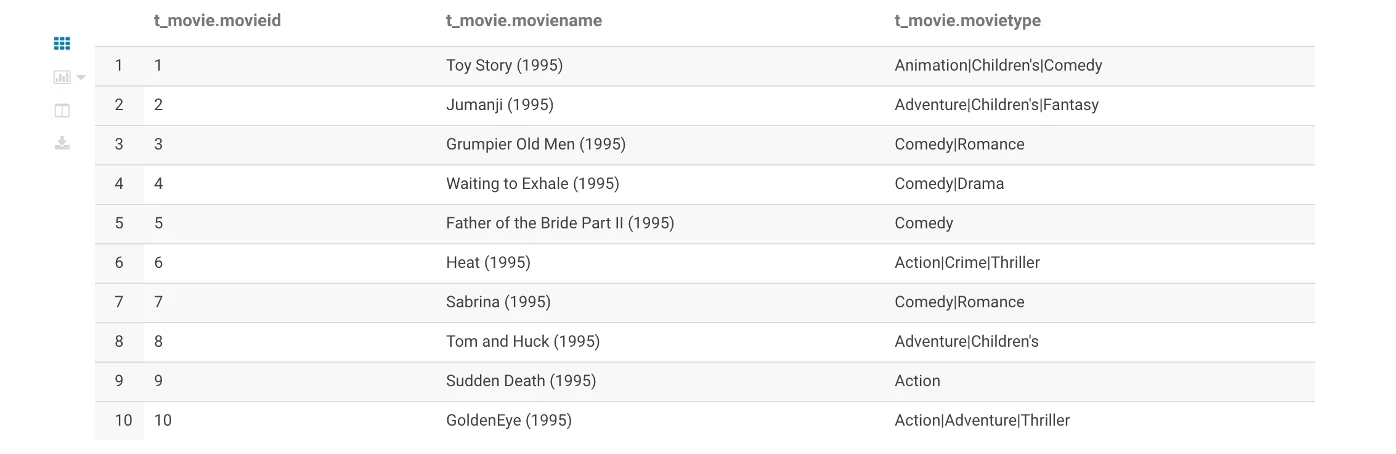 t_movie.movieid t_movie.moviename t_movie.movietype
1 1 Toy Story (1995) Animation|Children's|Comedy
2 2 Jumanji (1995) Adventure|Children's|Fantasy
3 3 Grumpier Old Men (1995) Comedy|Romance
4 4 Waiting to Exhale (1995) Comedy|Drama
5 5 Father of the Bride Part II (1995) Comedy
6 6 Heat (1995) Action|Crime|Thriller
7 7 Sabrina (1995) Comedy|Romance
8 8 Tom and Huck (1995) Adventure|Children's
9 9 Sudden Death (1995) Action
10 10 GoldenEye (1995) Action|Adventure|Thriller